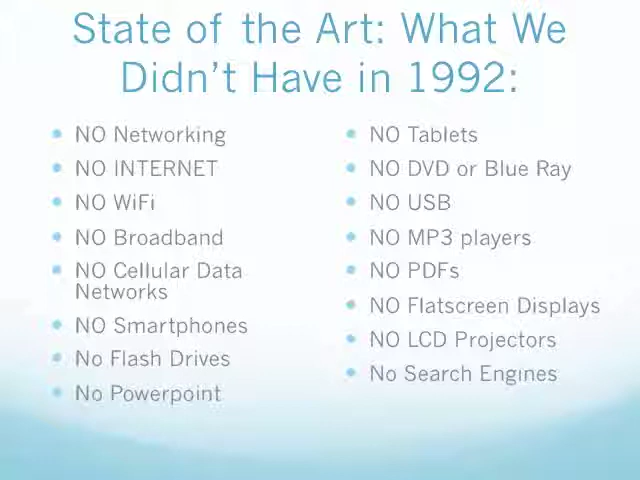 State of the Art: What We
Didn't Have in 1992:
NO Networking
NO INTERNET
NO WiFi
NO Broadband
NO Cellular Data
Networks
NO Smartphones
No Flash Drives
No Powerpoint
NO Tablets
NO DVD or Blue Ray
NO USB
NO MP3 players
NO PDFs
NO Flatscreen Displays
NO LCD Projectors
No Search Engines